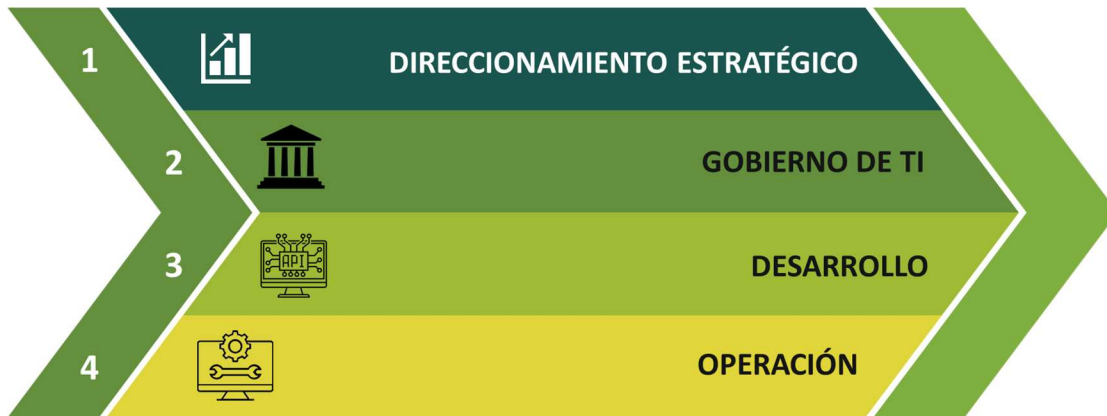 1 DIRECCIONAMIENTO ESTRATÉGICO
2 GOBIERNO DE TI
3 API DESARROLLO
4 OPERACIÓN